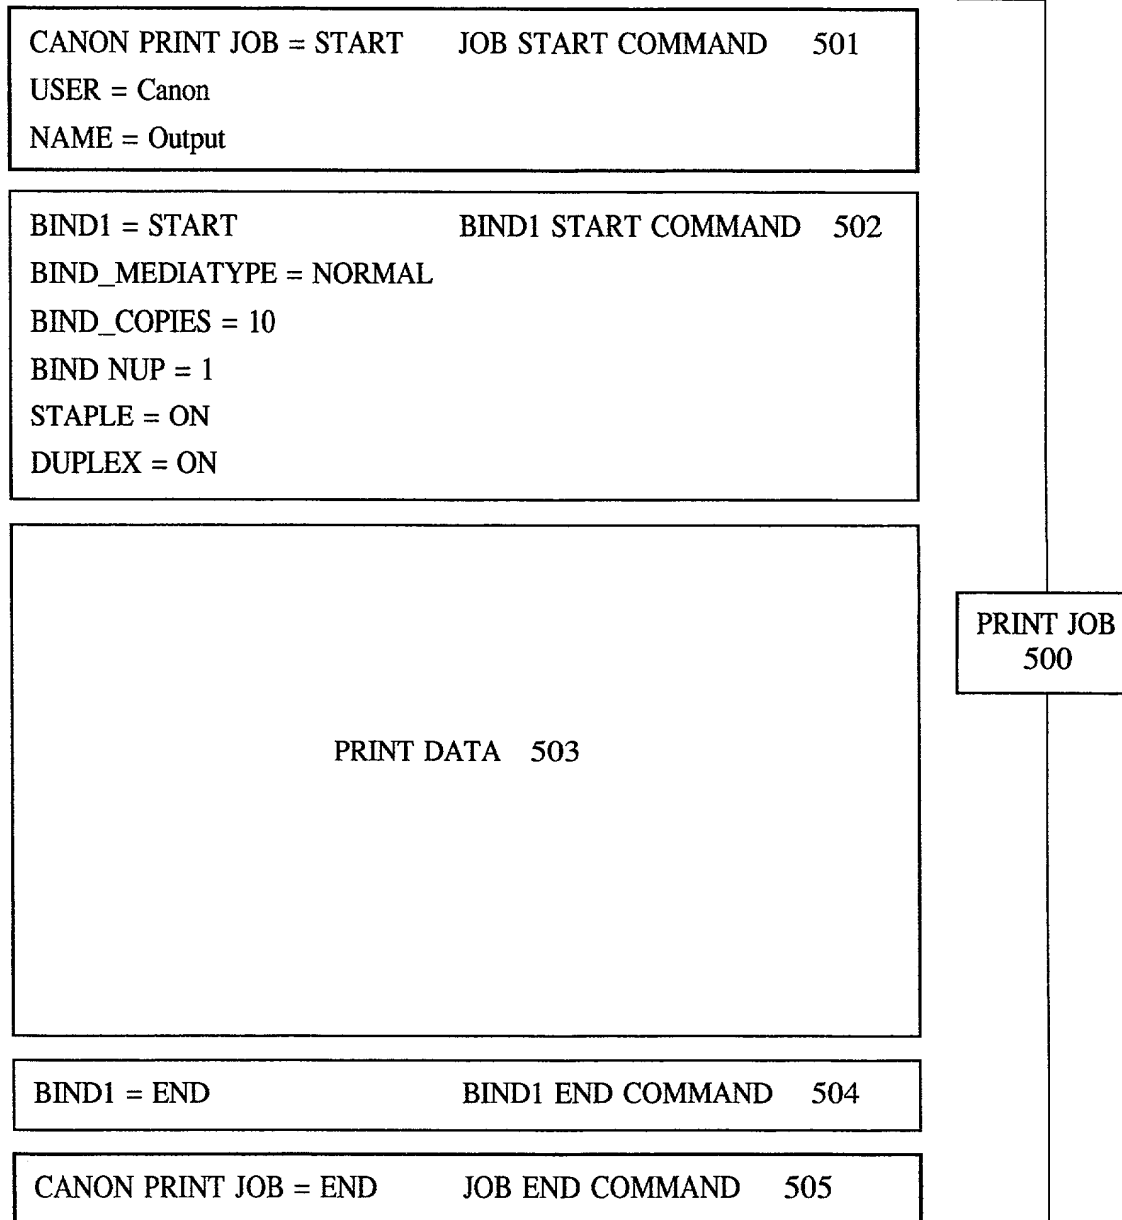 CANON PRINT JOB = START JOB START COMMAND 501
USER = Canon
NAME = Output
BIND1 = START BIND1 START COMMAND 502
BIND_MEDIATYPE = NORMAL
BIND_COPIES = 10
BIND NUP = 1
STAPLE = ON
DUPLEX = ON
PRINT DATA 503
BIND1 = END BIND1 END COMMAND 504
CANON PRINT JOB = END JOB END COMMAND 505
PRINT JOB
500